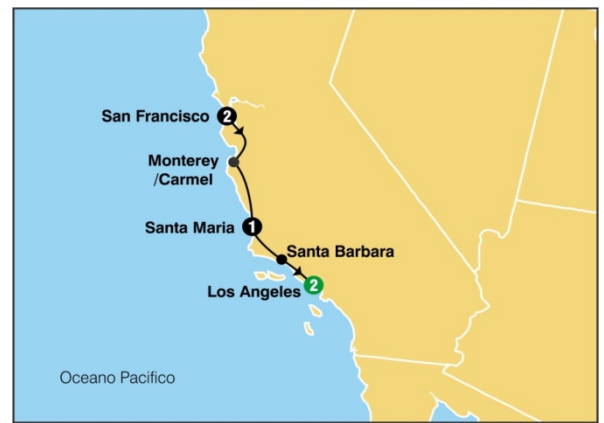 San Francisco 2
Monterey
/Carmel
Santa Maria 1
Santa Barbara
Los Angeles 2
Oceano Pacifico